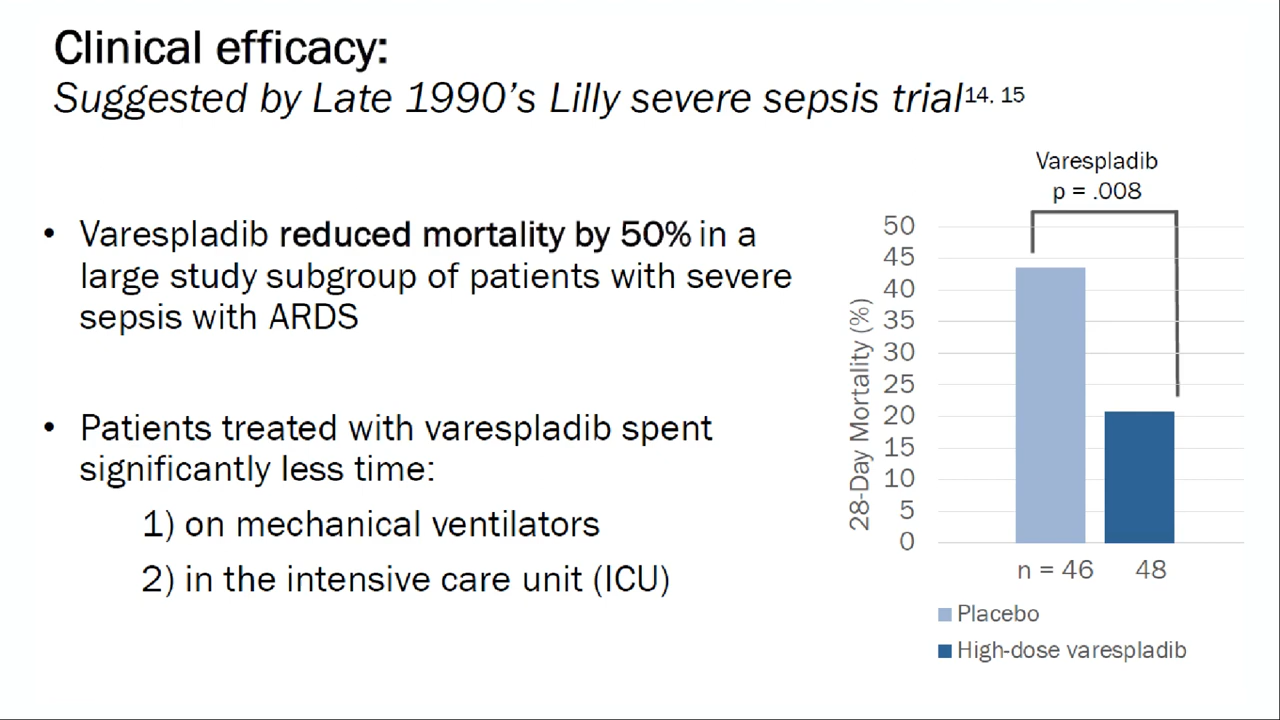 Clinical efficacy:
Suggested by Late 1990's Lilly severe sepsis trial14, 15
• Varespladib reduced mortality by 50% in a
large study subgroup of patients with severe
sepsis with ARDS
• Patients treated with varespladib spent
significantly less time:
1) on mechanical ventilators
2) in the intensive care unit (ICU)
Varespladib
p = .008
28-Day Mortality (%)
50
45
40
35
30
25
20
15
10
5
0
n = 46 48
Placebo
High-dose varespladib